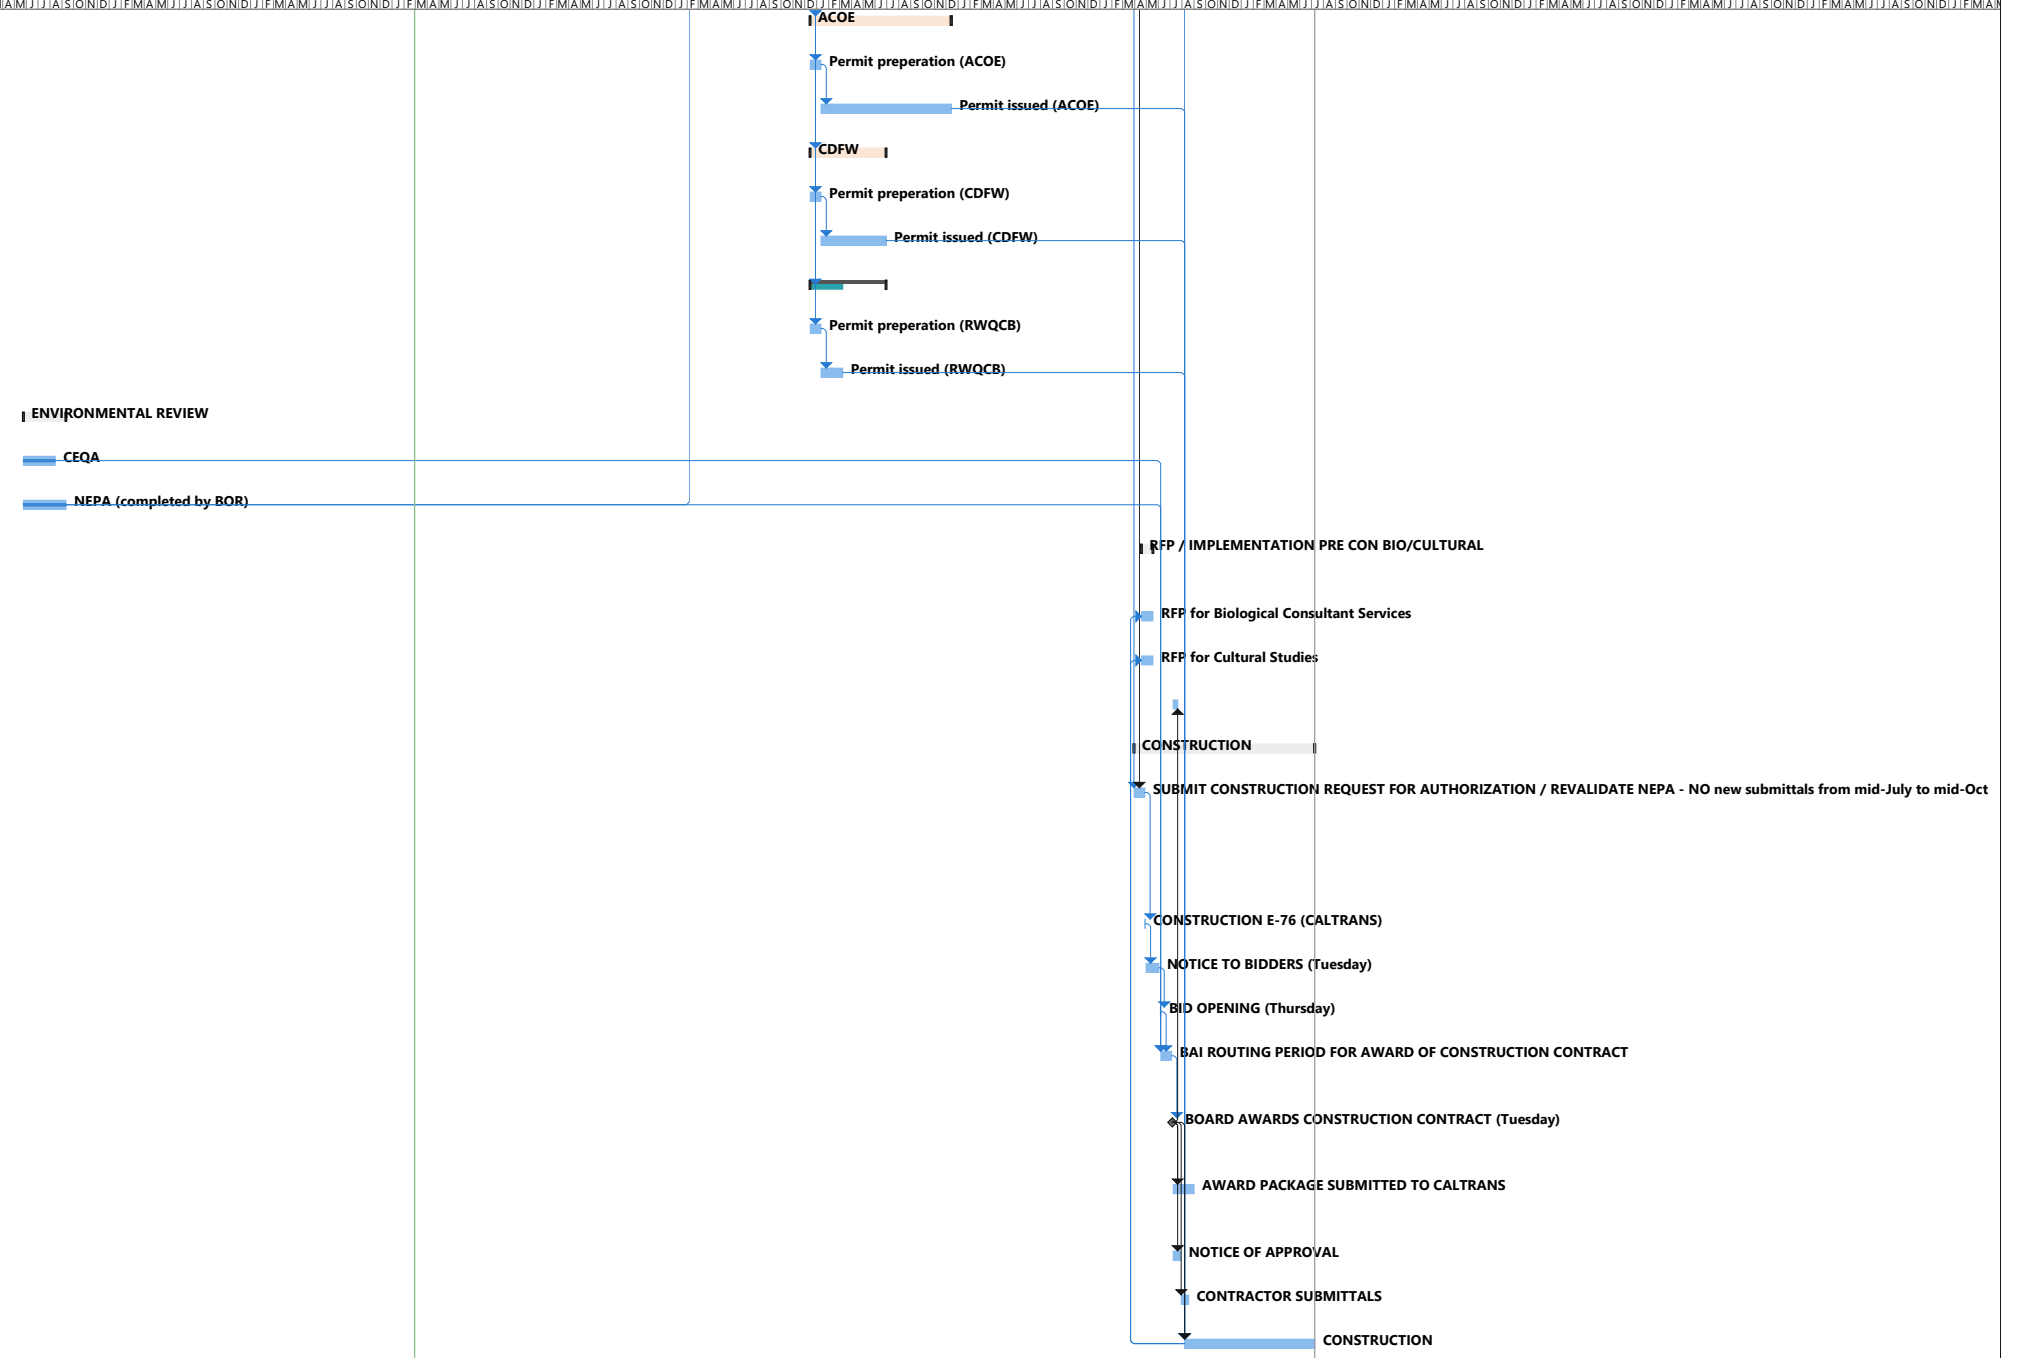 AMJJASONDJFMAMJJASONDJFMAMJJASONDJFMAMJJASONDJFMAMJJASONDJFMAMJJASONDJFMAMJJASONDJFMAMJJASONDJFMAMJJASONDJFMAMJJASONDJFMAMJJASONDJFMAMJJASONDJFMAMJJASONDJFMAMJJASONDJFMA
ACOE
Permit preperation (ACOE)
Permit issued (ACOE)
CDFW
Permit preperation (CDFW)
Permit issued (CDFW)
Permit preperation (RWQCB)
Permit issued (RWQCB)
ENVIRONMENTAL REVIEW
CEQA
NEPA (completed by BOR)
RFP / IMPLEMENTATION PRE CON BIO/CULTURAL
RFP for Biological Consultant Services
RFP for Cultural Studies
CONSTRUCTION
SUBMIT CONSTRUCTION REQUEST FOR AUTHORIZATION / REVALIDATE NEPA - NO new submittals from mid-July to mid-Oct
CONSTRUCTION E-76 (CALTRANS)
NOTICE TO BIDDERS (Tuesday)
BID OPENING (Thursday)
BAI ROUTING PERIOD FOR AWARD OF CONSTRUCTION CONTRACT
BOARD AWARDS CONSTRUCTION CONTRACT (Tuesday)
AWARD PACKAGE SUBMITTED TO CALTRANS
NOTICE OF APPROVAL
CONTRACTOR SUBMITTALS
CONSTRUCTION